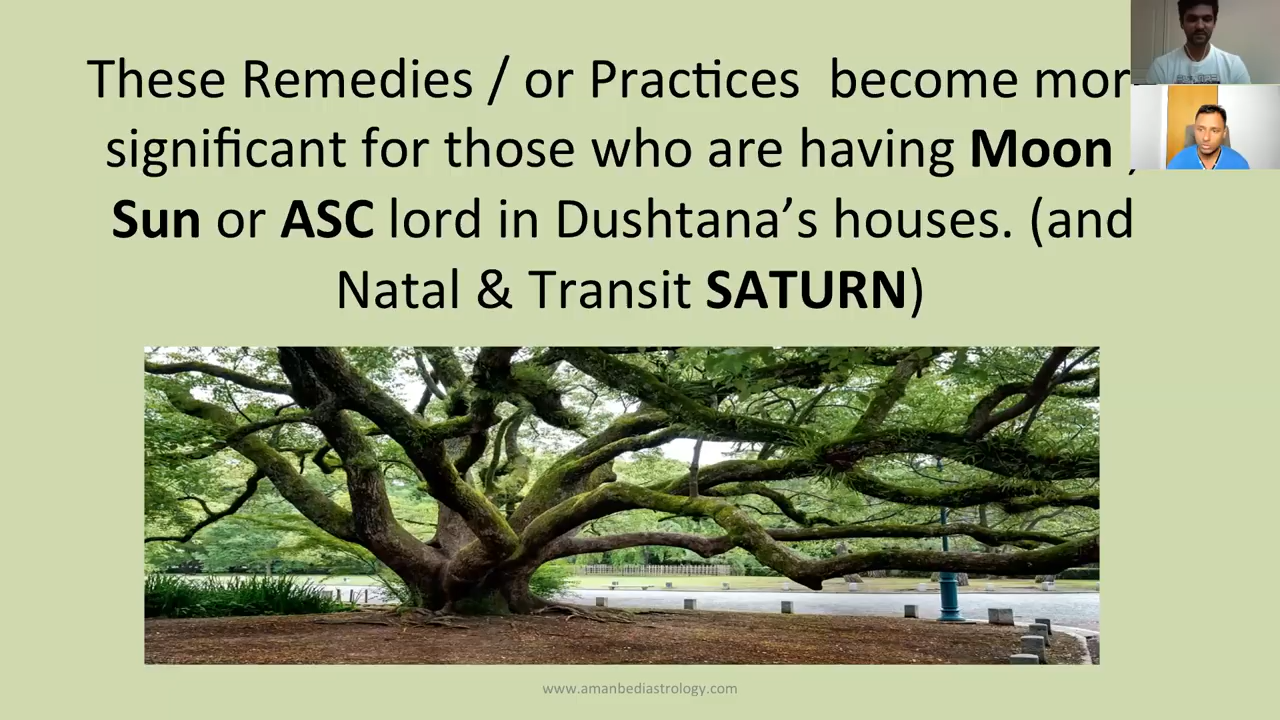 These Remedies / or Practices become mor
significant for those who are having Moon ,
Sun or ASC lord in Dushtana’s houses. (and
Natal & Transit SATURN)
www.amanbediastrology.com